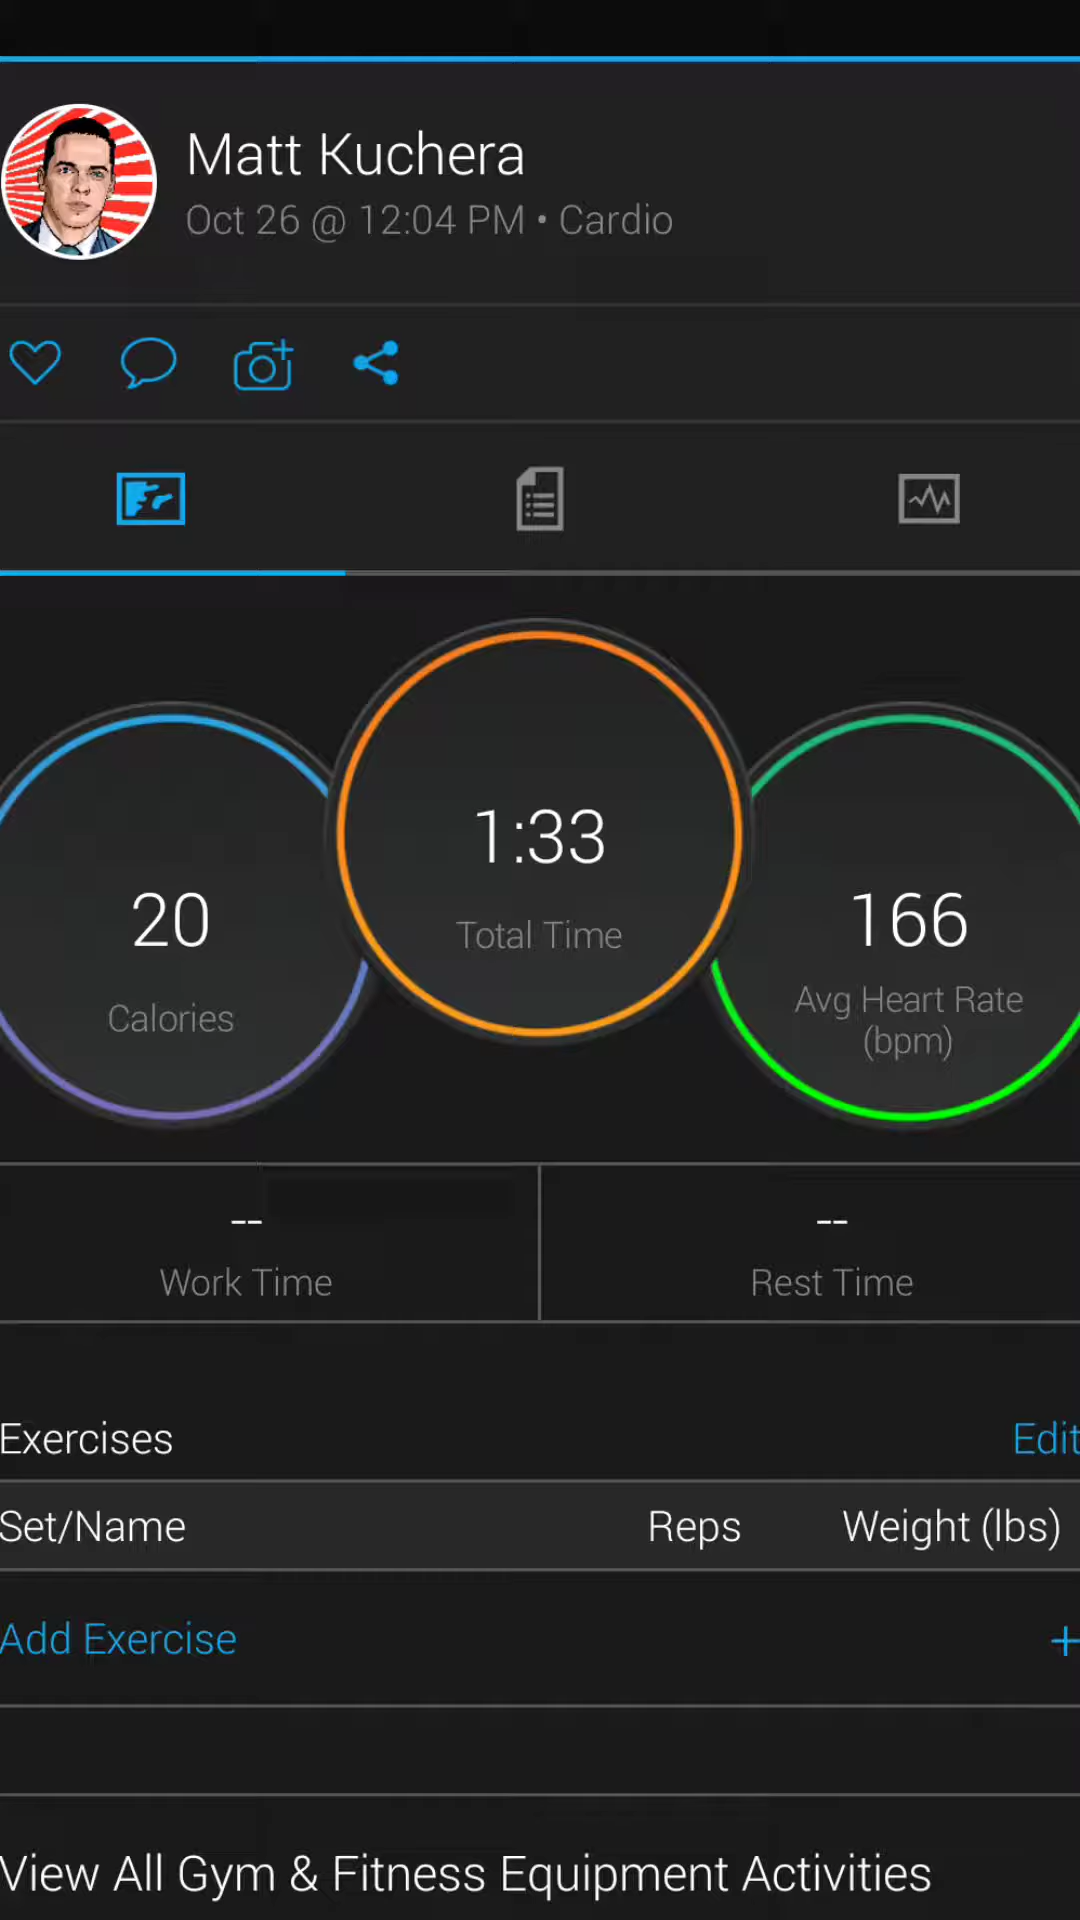 Matt Kuchera
Oct 26 @ 12:04 PM • Cardio
1:33
Total Time
20
Calories
166
Avg Heart Rate
(bpm)
--
Work Time
--
Rest Time
Exercises
Edit
Set/Name Reps Weight (lbs)
Add Exercise +
View All Gym & Fitness Equipment Activities